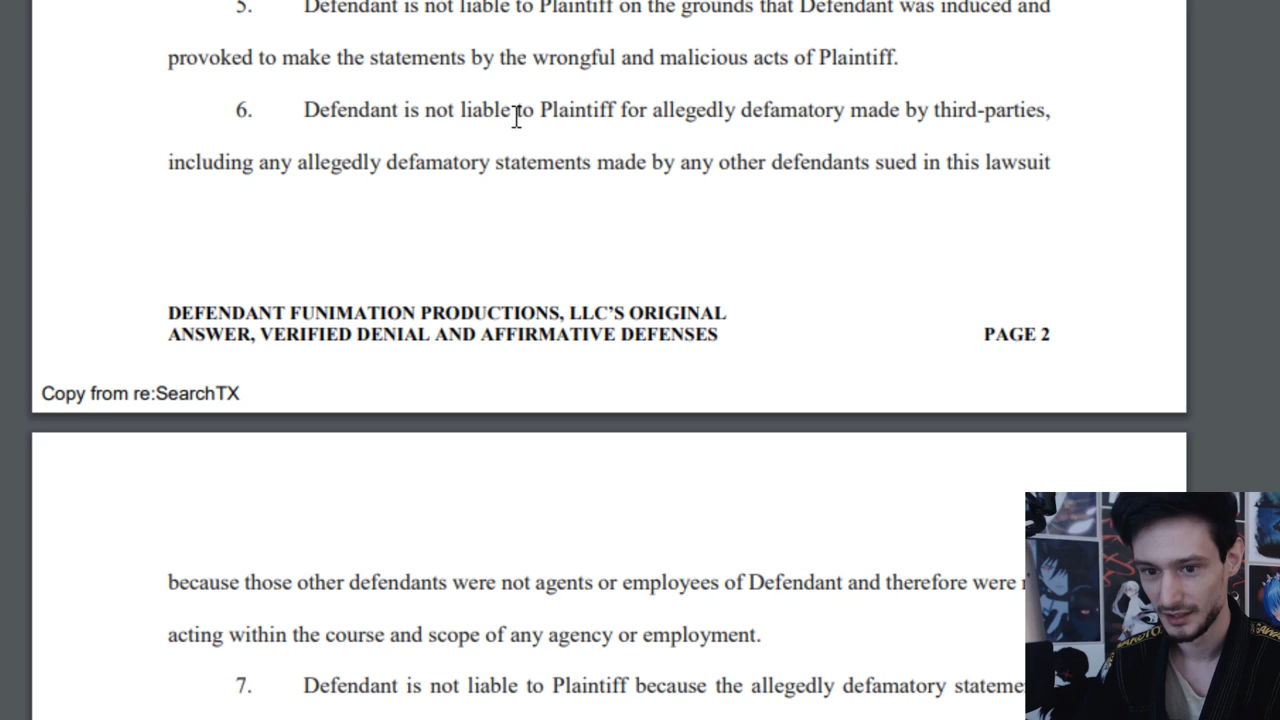 5. Defendant is not liable to Plaintiff on the grounds that Defendant was induced and
provoked to make the statements by the wrongful and malicious acts of Plaintiff.
6. Defendant is not liable to Plaintiff for allegedly defamatory made by third-parties,
including any allegedly defamatory statements made by any other defendants sued in this lawsuit
DEFENDANT FUNIMATION PRODUCTIONS, LLC'S ORIGINAL
ANSWER, VERIFIED DENIAL AND AFFIRMATIVE DEFENSES PAGE 2
Copy from re:SearchTX
because those other defendants were not agents or employees of Defendant and therefore were
acting within the course and scope of any agency or employment.
7. Defendant is not liable to Plaintiff because the allegedly defamatory